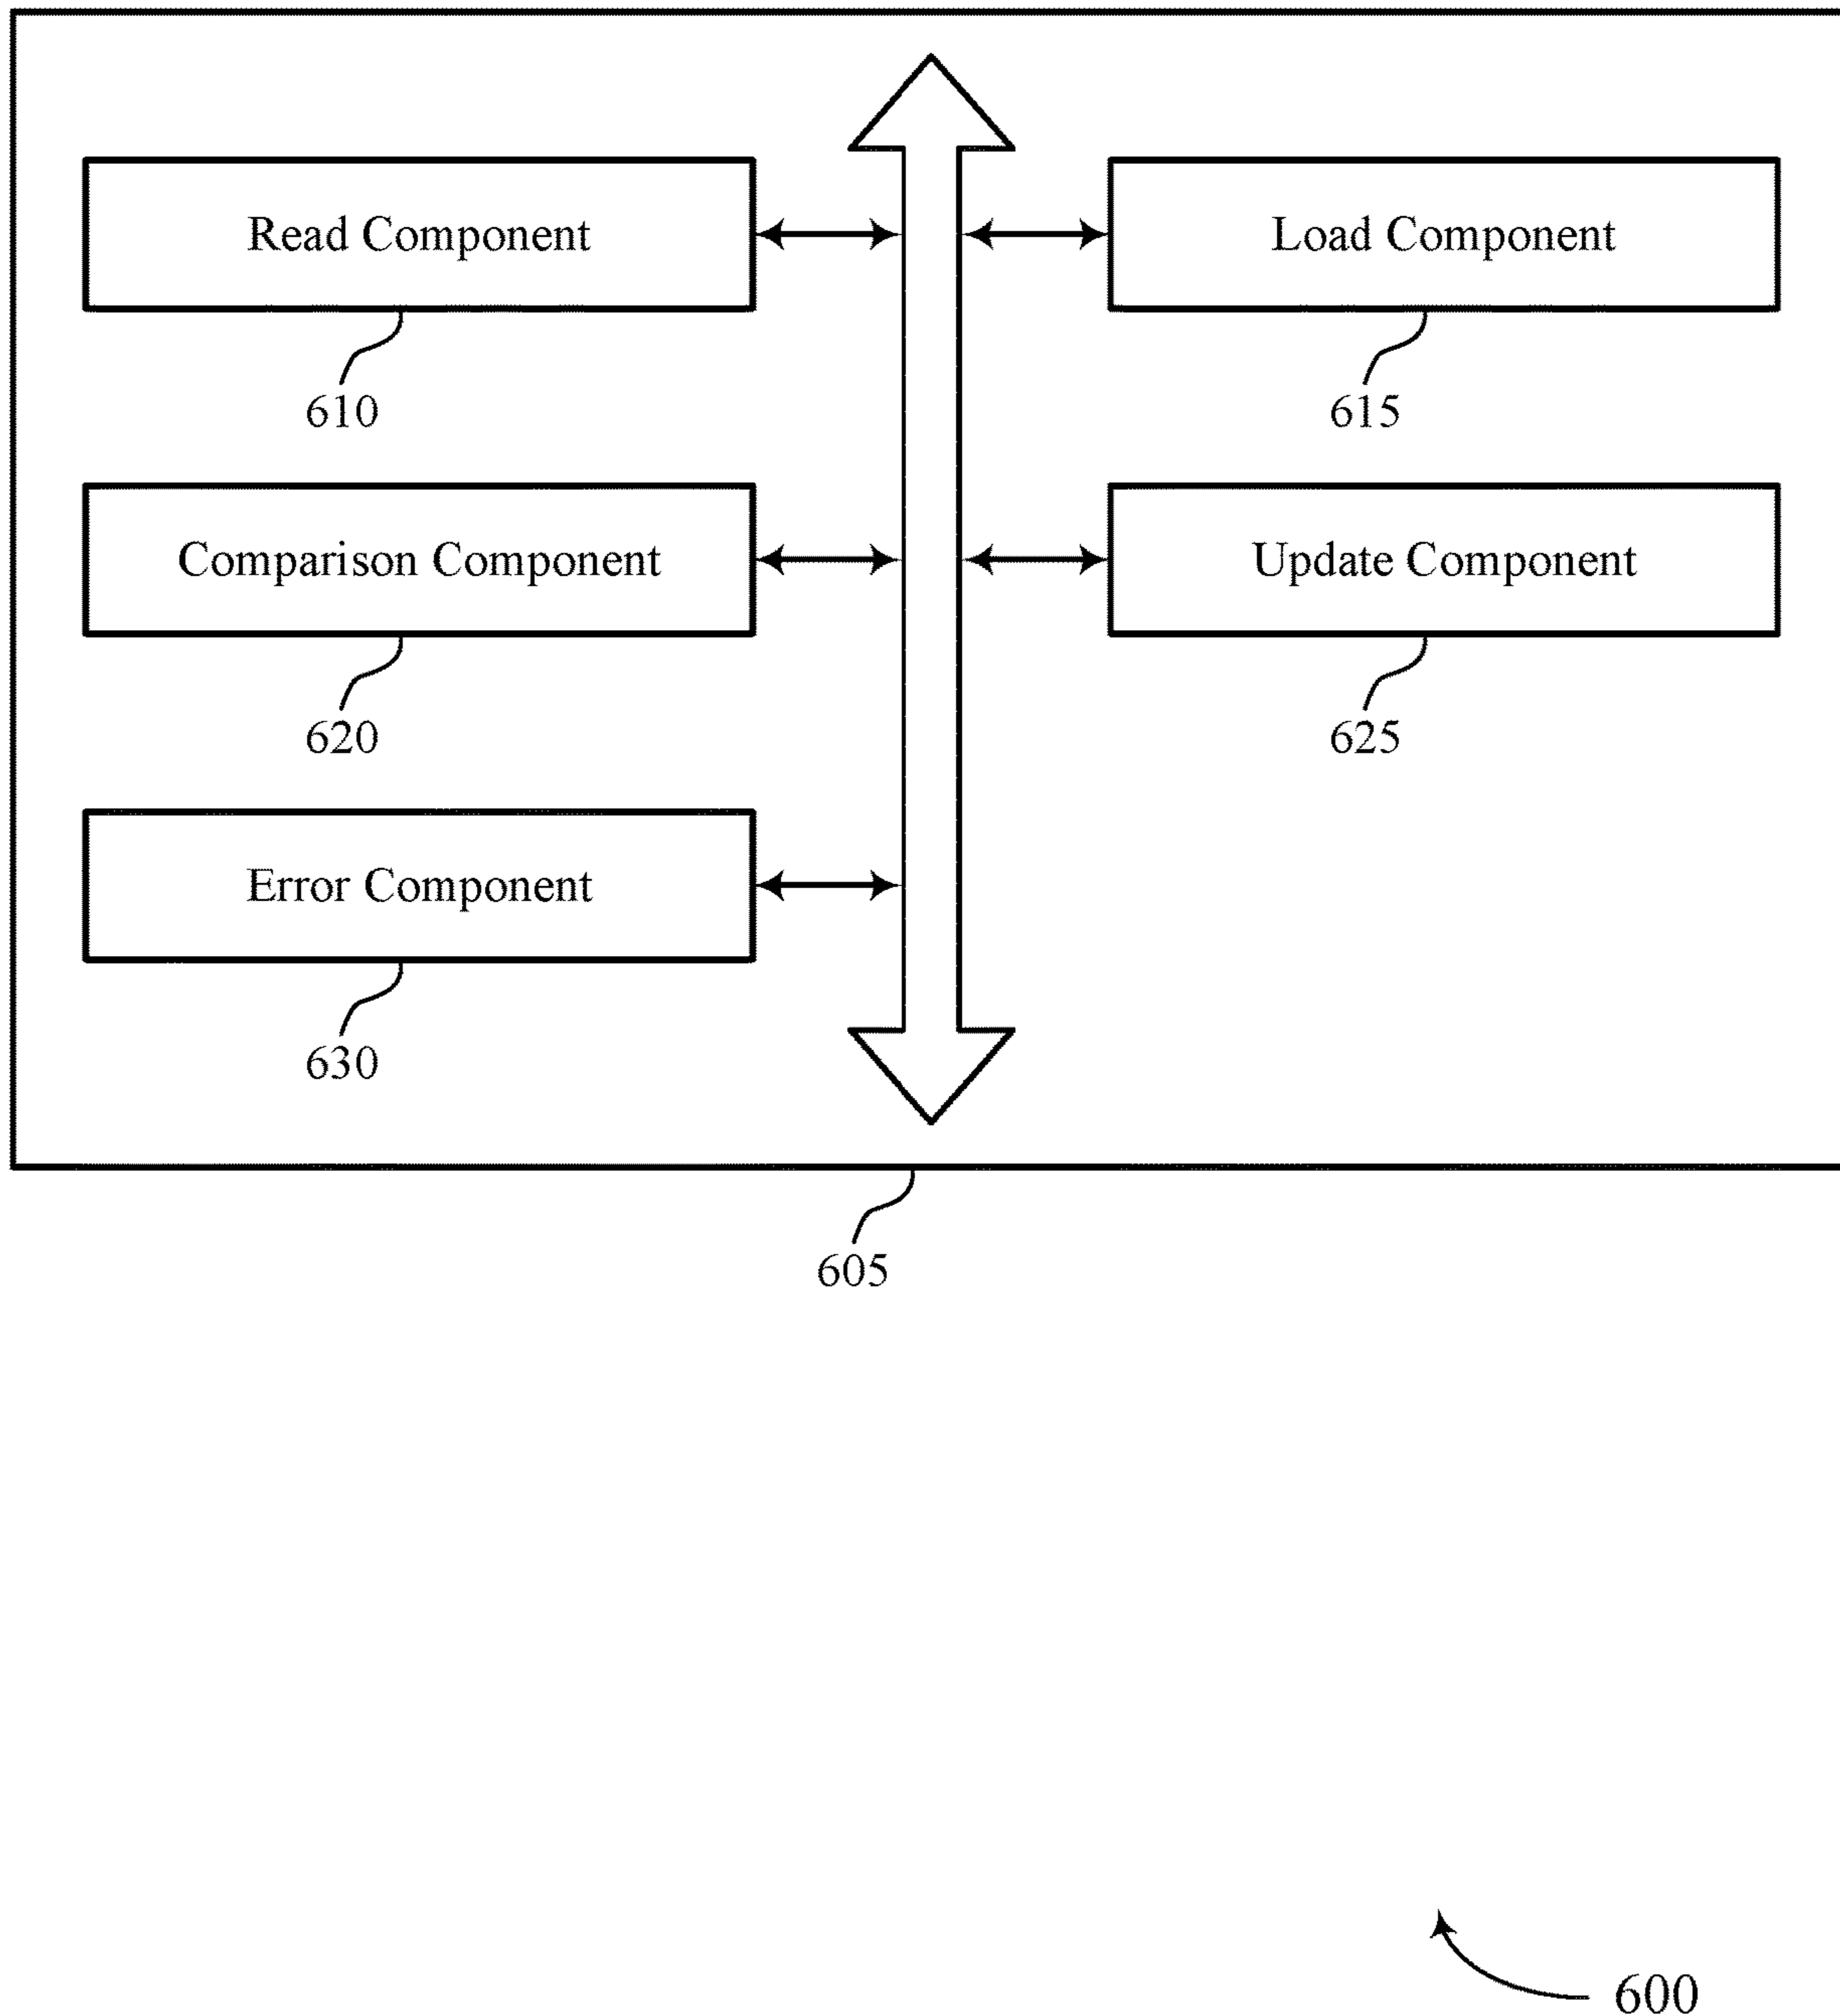 Read Component
Load Component
610
615
Comparison Component
Update Component
620
625
Error Component
630
605
600